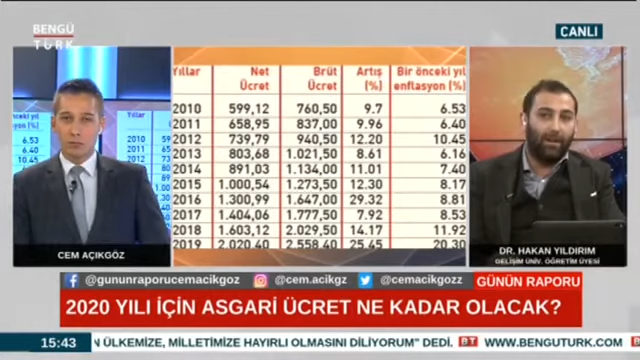 BENGÜ
TÜRK
CANLI
Yıllar Net Ücret Brüt Ücret Artış (%) Bir önceki yıl enflasyon (%)
2010 599,12 760,50 9.7 6.53
2011 658,95 837,00 9.96 6.40
2012 739,79 940,50 12.20 10.45
2013 803,68 1.021,50 8.61 6.16
2014 891,03 1.134,00 11.01 7.40
2015 1.000,54 1.273,50 12.30 8.17
2016 1.300,99 1.647,00 29.32 8.81
2017 1.404,06 1.777,50 7.92 8.53
2018 1.603,12 2.029,50 14.17 11.92
2019 2.020,40 2.558,40 25.45 20.30
CEM AÇIKGÖZ
DR. HAKAN YILDIRIM
GELİŞİM ÜNİV. ÖĞRETİM ÜYESİ
@gununraporucemacikgoz @cem.acikgz @cemacikgozz GÜNÜN RAPORU
2020 YILI İÇİN ASGARİ ÜCRET NE KADAR OLACAK?
15:43 N ÜLKEMİZE, MİLLETİMİZE HAYIRLI OLMASINI DİLİYORUM" DEDİ. BT WWW.BENGUTURK.COM